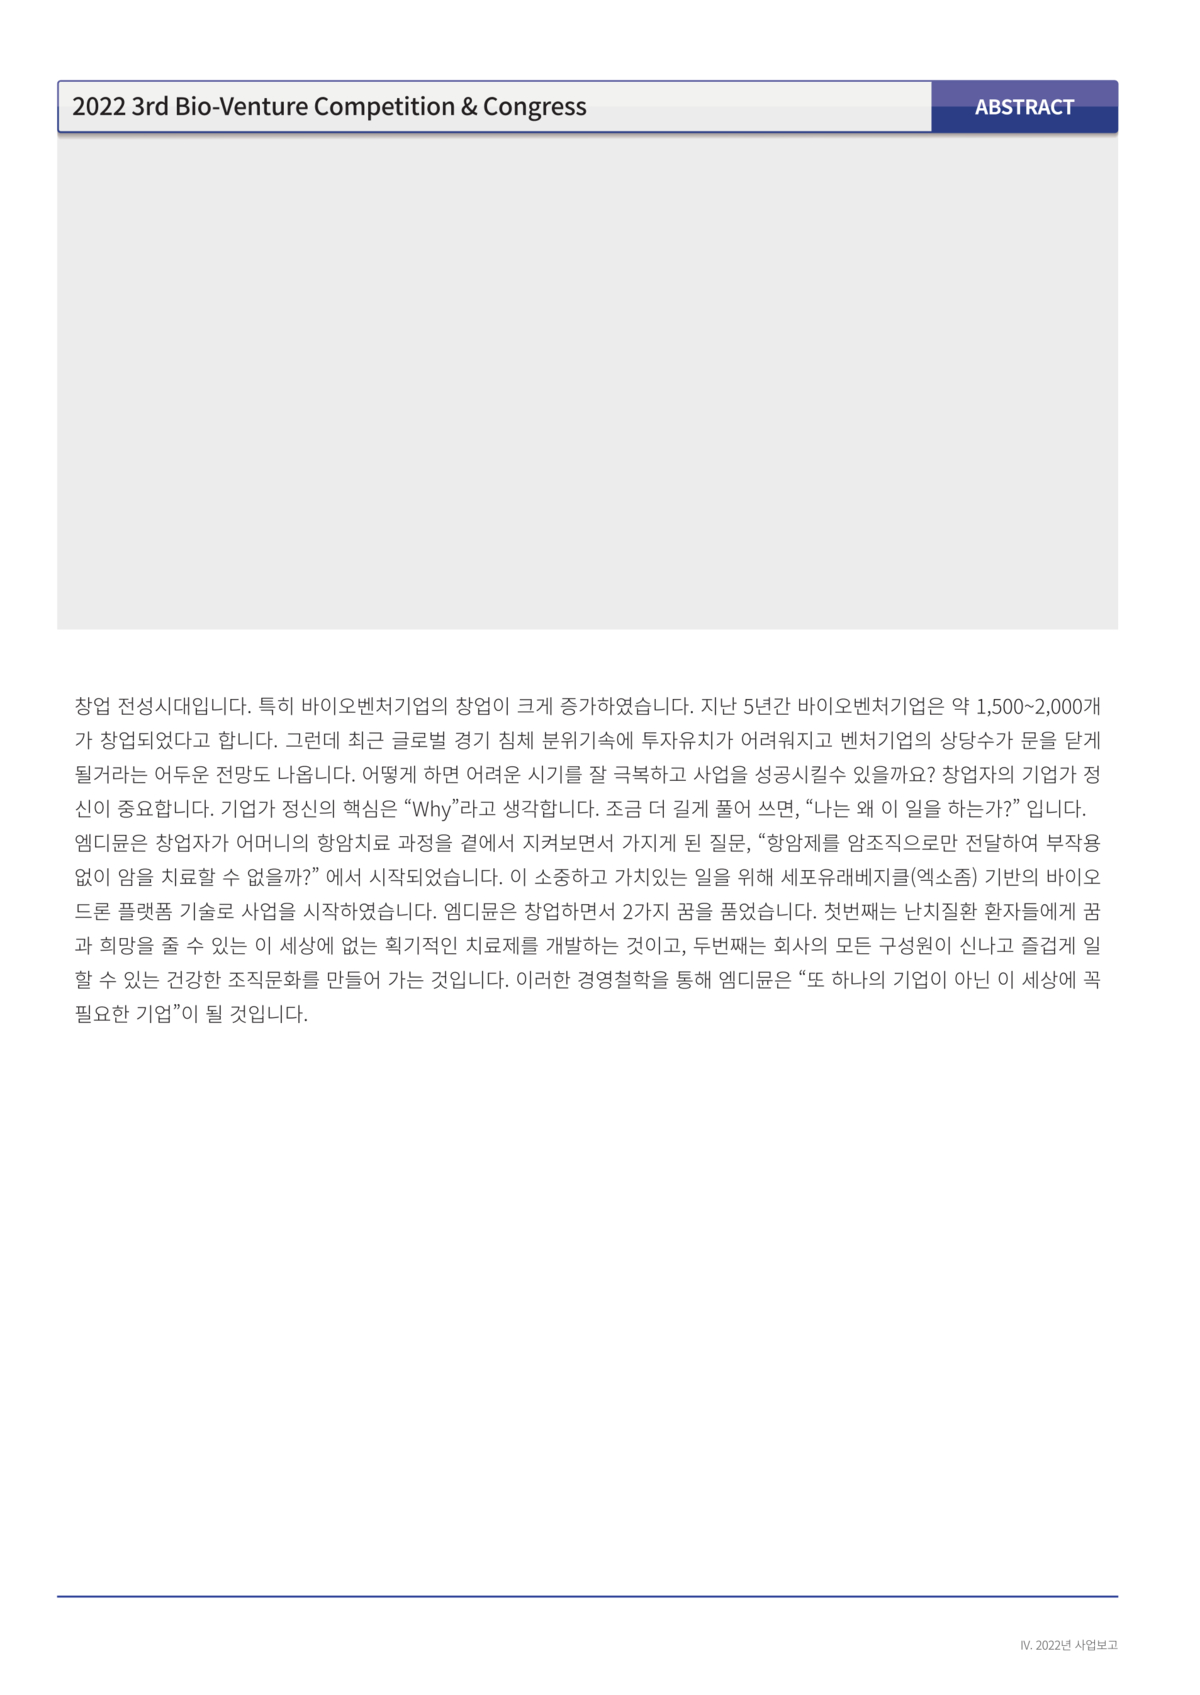 2022 3rd Bio-Venture Competition & Congress
ABSTRACT
창업 전성시대입니다. 특히 바이오벤처기업의 창업이 크게 증가하였습니다. 지난 5년간 바이오벤처기업은 약 1,500~2,000개
가 창업되었다고 합니다. 그런데 최근 글로벌 경기 침체 분위기속에 투자유치가 어려워지고 벤처기업의 상당수가 문을 닫게
될거라는 어두운 전망도 나옵니다. 어떻게 하면 어려운 시기를 잘 극복하고 사업을 성공시킬수 있을까요? 창업자의 기업가 정
신이 중요합니다. 기업가 정신의 핵심은 “Why”라고 생각합니다. 조금 더 길게 풀어 쓰면, “나는 왜 이 일을 하는가?” 입니다.
엠디뮨은 창업자가 어머니의 항암치료 과정을 곁에서 지켜보면서 가지게 된 질문, “항암제를 암조직으로만 전달하여 부작용
없이 암을 치료할 수 없을까?” 에서 시작되었습니다. 이 소중하고 가치있는 일을 위해 세포유래베지클(엑소좀) 기반의 바이오
드론 플랫폼 기술로 사업을 시작하였습니다. 엠디뮨은 창업하면서 2가지 꿈을 품었습니다. 첫번째는 난치질환 환자들에게 꿈
과 희망을 줄 수 있는 이 세상에 없는 획기적인 치료제를 개발하는 것이고, 두번째는 회사의 모든 구성원이 신나고 즐겁게 일
할 수 있는 건강한 조직문화를 만들어 가는 것입니다. 이러한 경영철학을 통해 엠디뮨은 “또 하나의 기업이 아닌 이 세상에 꼭
필요한 기업”이 될 것입니다.
Ⅳ. 2022년 사업보고